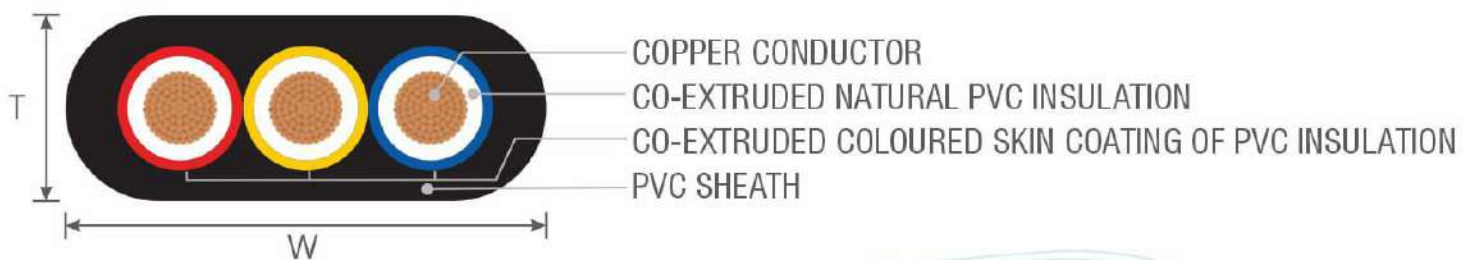 COPPER CONDUCTOR
CO-EXTRUDED NATURAL PVC INSULATION
T
CO-EXTRUDED COLOURED SKIN COATING OF PVC INSULATION
PVC SHEATH
W